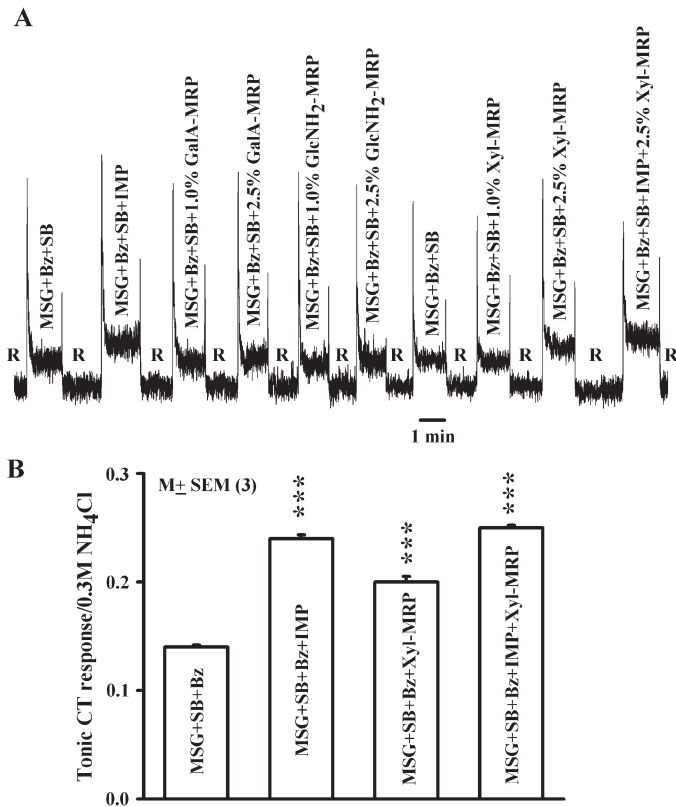 A
MSG+Bz+SB
MSG+Bz+SB+IMP
MSG+Bz+SB+1.0% GalA-MRP
MSG+Bz+SB+2.5% GalA-MRP
MSG+Bz+SB+1.0% GlcNH2-MRP
MSG+Bz+SB+2.5% GlcNH2-MRP
MSG+Bz+SB
MSG+Bz+SB+1.0% Xyl-MRP
MSG+Bz+SB+2.5% Xyl-MRP
MSG+Bz+SB+IMP+2.5% Xyl-MRP
R R R R R R R R R R R
1 min
B
Tonic CT response/0.3M NH4Cl
0.3
0.2
0.1
0.0
M± SEM (3)
MSG+SB+Bz
***
MSG+SB+Bz+IMP
***
MSG+SB+Bz+Xyl-MRP
***
MSG+SB+Bz+IMP+Xyl-MRP